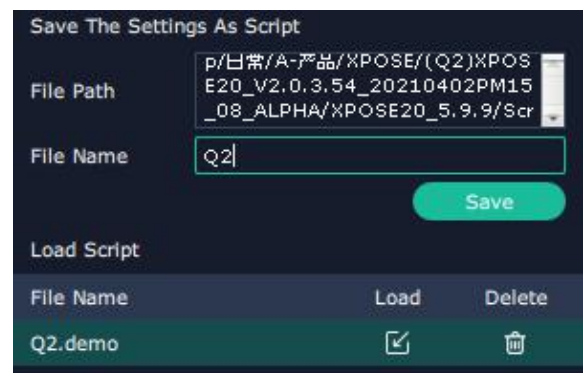 Save The Settings As Script
File Path
p/日常/A-产品/XPOSE/(Q2)XPOS
E20_V2.0.3.54_20210402PM15
_08_ALPHA/XPOSE20_5.9.9/Scr
File Name
Q2
Save
Load Script
File Name Load Delete
Q2.demo